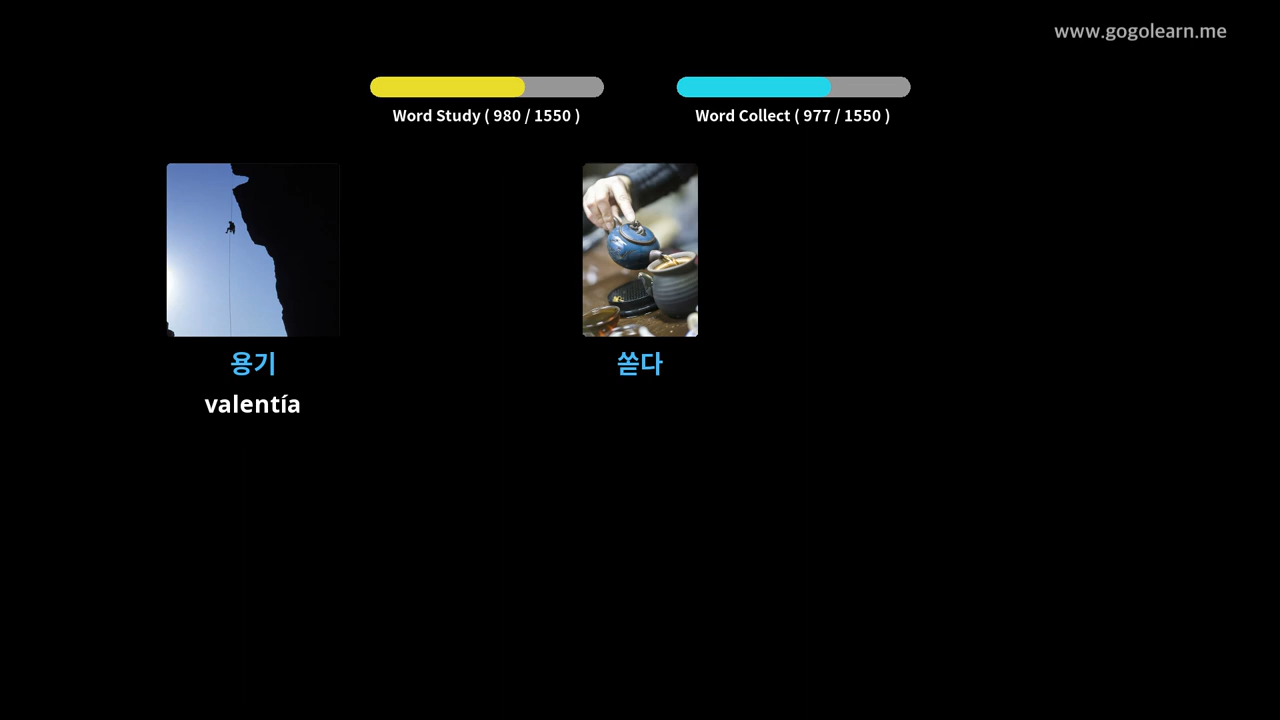 www.gogolearn.me
Word Study ( 980 / 1550 )
Word Collect ( 977 / 1550 )
용기
쏟다
valentía